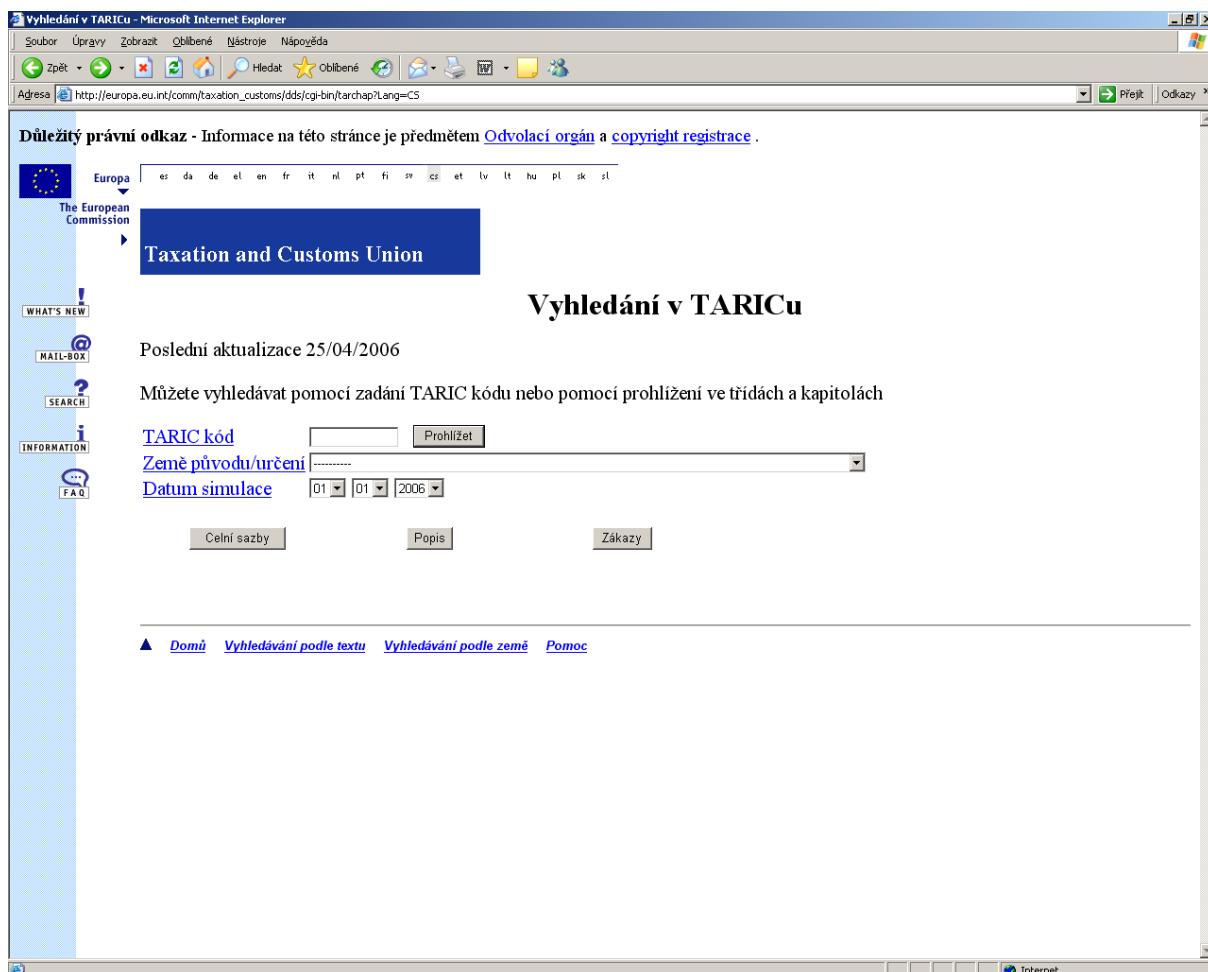 Vyhledání v TARICu - Microsoft Internet Explorer
Soubor Úpravy Zobrazit Oblíbené Nástroje Nápověda
Zpět Hledat Oblíbené
Adresa http://europa.eu.int/comm/taxation_customs/dds/cgi-bin/tarchap?Lang=CS Přejít Odkazy
Důležitý právní odkaz - Informace na této stránce je předmětem Odvolací orgán a copyright registrace .
Europa es da de el en fr it nl pt fi sv cs et lv lt hu pl sk sl
The European
Commission
Taxation and Customs Union
WHAT'S NEW
Vyhledání v TARICu
MAIL-BOX
Poslední aktualizace 25/04/2006
SEARCH
Můžete vyhledávat pomocí zadání TARIC kódu nebo pomocí prohlížení ve třídách a kapitolách
INFORMATION
TARIC kód Prohlížet
Země původu/určení ----------
FAQ
Datum simulace 01 01 2006
Celní sazby Popis Zákazy
Domů Vyhledávání podle textu Vyhledávání podle země Pomoc
Internet